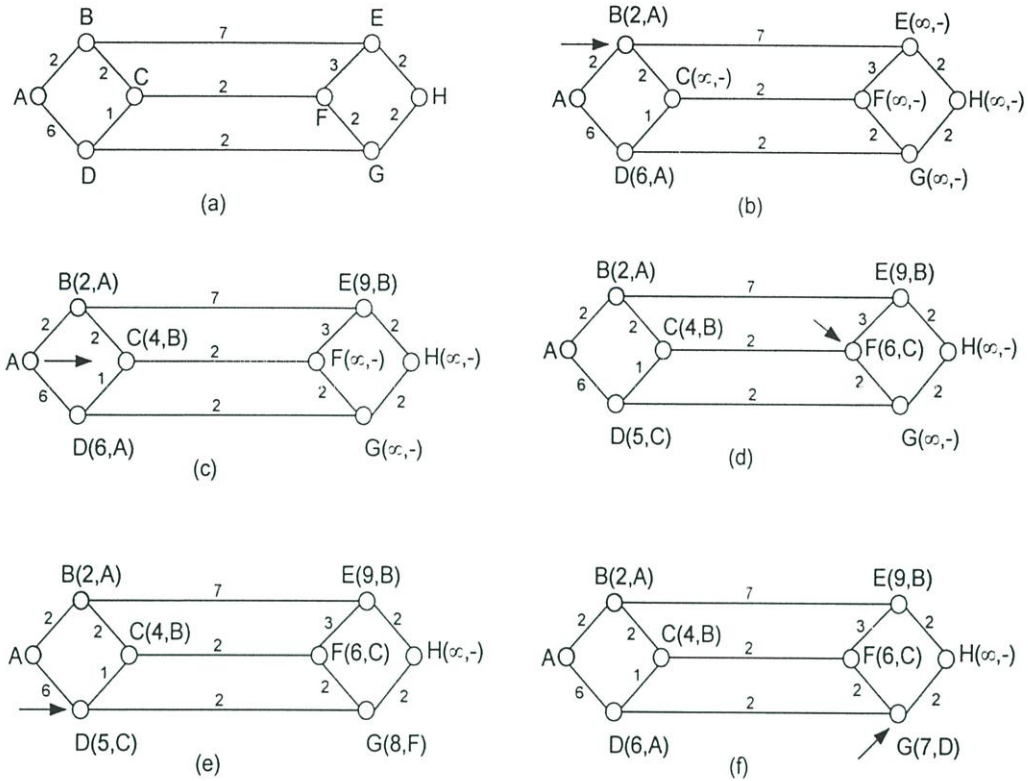 B
E
7
2
2
3
2
A
C
2
F
H
6
1
2
2
D
2
G
(a)
B(2,A)
E(∞,-)
7
2
2
3
2
A
C(∞,-)
2
F(∞,-)
H(∞,-)
6
1
2
2
D(6,A)
2
G(∞,-)
(b)
B(2,A)
E(9,B)
7
2
2
3
2
A
C(4,B)
2
F(∞,-)
H(∞,-)
6
1
2
2
D(6,A)
2
G(∞,-)
(c)
B(2,A)
E(9,B)
7
2
2
3
2
A
C(4,B)
2
F(6,C)
H(∞,-)
6
1
2
2
D(5,C)
2
G(∞,-)
(d)
B(2,A)
E(9,B)
7
2
2
3
2
A
C(4,B)
2
F(6,C)
H(∞,-)
6
1
2
2
D(5,C)
2
G(8,F)
(e)
B(2,A)
E(9,B)
7
2
2
3
2
A
C(4,B)
2
F(6,C)
H(∞,-)
6
1
2
2
D(6,A)
2
G(7,D)
(f)